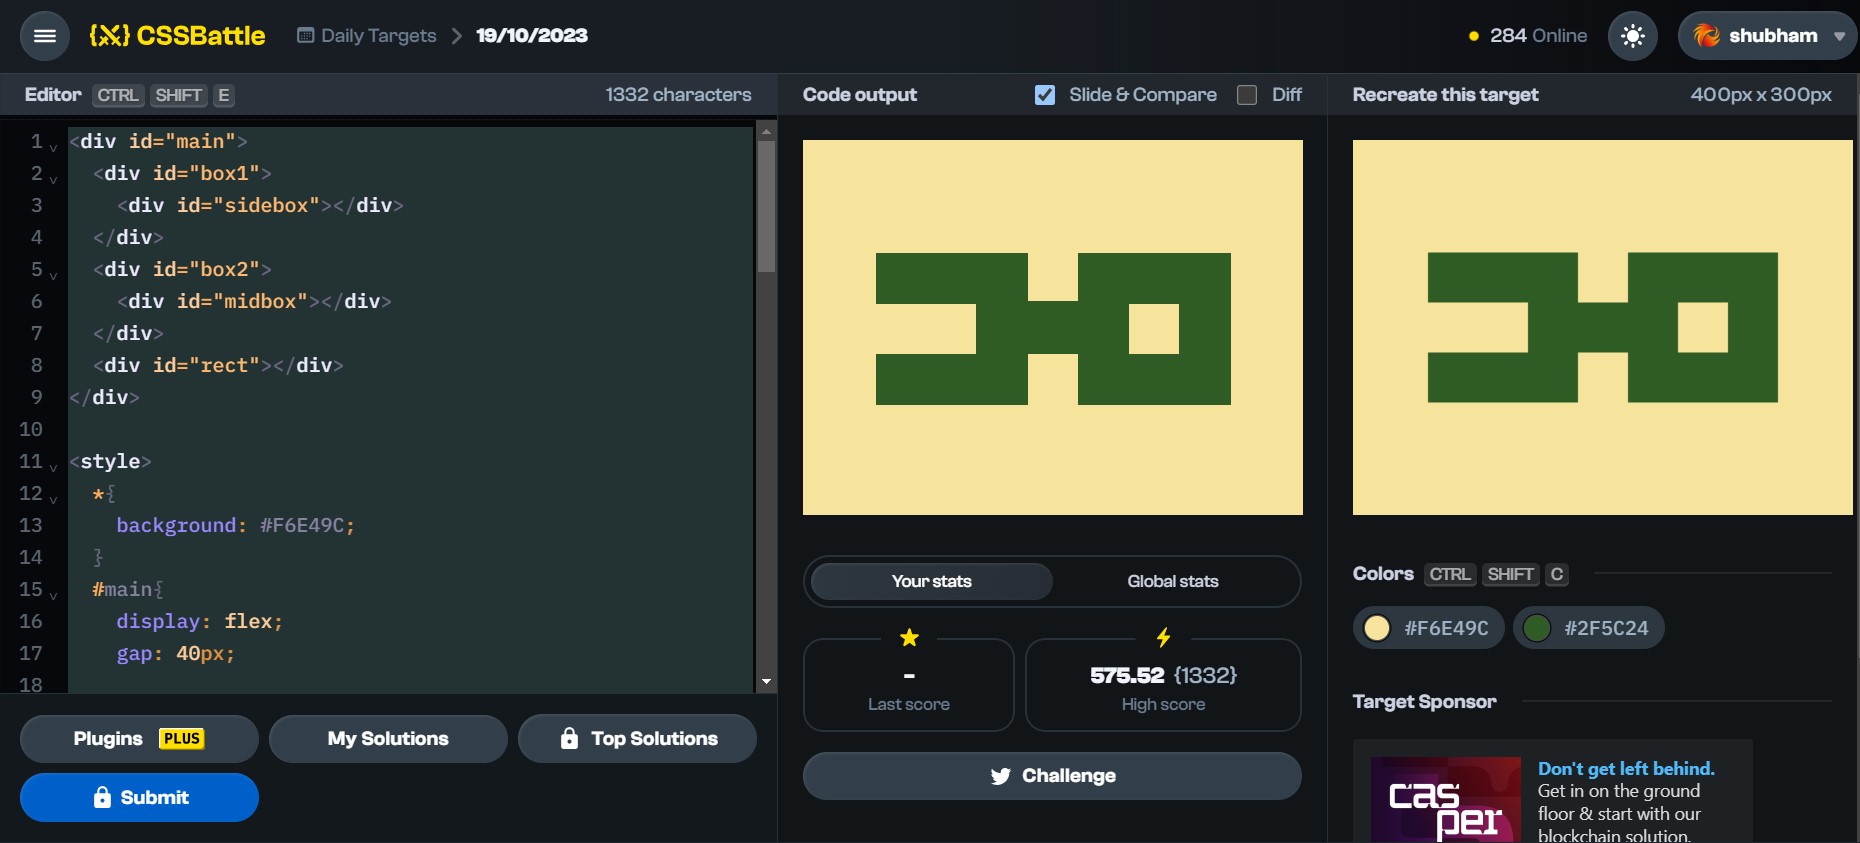 CSSBattle
Daily Targets
19/10/2023
284 Online
shubham
Editor CTRL SHIFT E
1332 characters
1 <div id="main">
2 <div id="box1">
3 <div id="sidebox"></div>
4 </div>
5 <div id="box2">
6 <div id="midbox"></div>
7 </div>
8 <div id="rect"></div>
9 </div>
10
11 <style>
12 *{
13 background: #F6E49C;
14 }
15 #main{
16 display: flex;
17 gap: 40px;
18
Plugins PLUS
My Solutions
Top Solutions
Submit
Code output
Slide & Compare
Diff
Your stats
Global stats
-
Last score
575.52 {1332}
High score
Challenge
Recreate this target
400px x 300px
Colors CTRL SHIFT C
#F6E49C
#2F5C24
Target Sponsor
casper
Don't get left behind.
Get in on the ground
floor & start with our
blockchain solution.